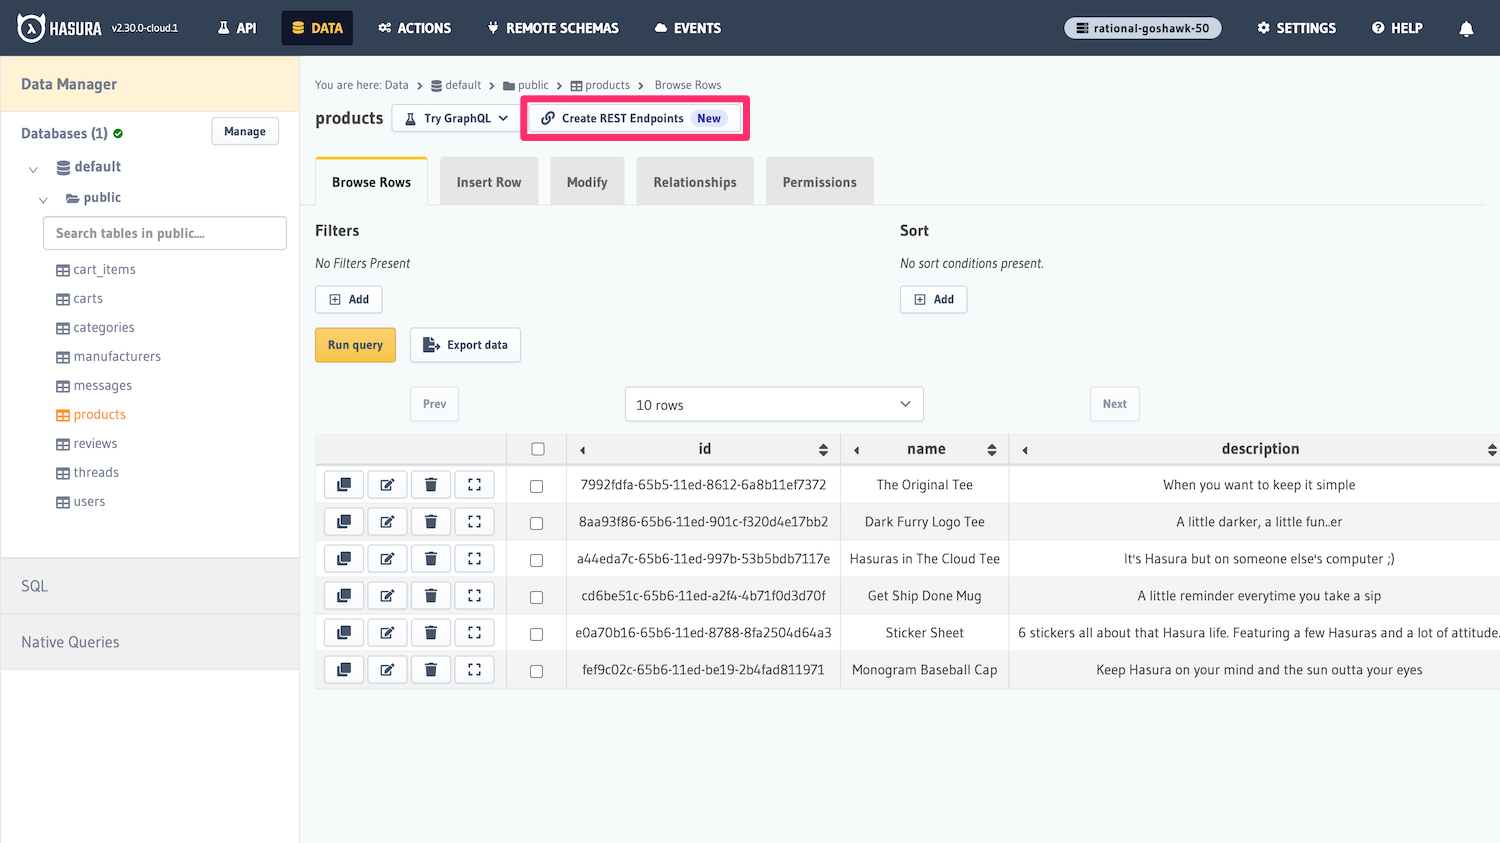 HASURA v2.30.0-cloud.1 API DATA ACTIONS REMOTE SCHEMAS EVENTS rational-goshawk-50 SETTINGS HELP
Data Manager
Databases (1) Manage
default
public
Search tables in public....
cart_items
carts
categories
manufacturers
messages
products
reviews
threads
users
SQL
Native Queries
You are here: Data default public products Browse Rows
products Try GraphQL Create REST Endpoints New
Browse Rows Insert Row Modify Relationships Permissions
Filters Sort
No Filters Present No sort conditions present.
Add Add
Run query Export data
Prev 10 rows Next
id name description
7992fdfa-65b5-11ed-8612-6a8b11ef7372 The Original Tee When you want to keep it simple
8aa93f86-65b6-11ed-901c-f320d4e17bb2 Dark Furry Logo Tee A little darker, a little fun..er
a44eda7c-65b6-11ed-997b-53b5bdb7117e Hasuras in The Cloud Tee It's Hasura but on someone else's computer ;)
cd6be51c-65b6-11ed-a2f4-4b71f0d3d70f Get Ship Done Mug A little reminder everytime you take a sip
e0a70b16-65b6-11ed-8788-8fa2504d64a3 Sticker Sheet 6 stickers all about that Hasura life. Featuring a few Hasuras and a lot of attitude.
fef9c02c-65b6-11ed-be19-2b4fad811971 Monogram Baseball Cap Keep Hasura on your mind and the sun outta your eyes